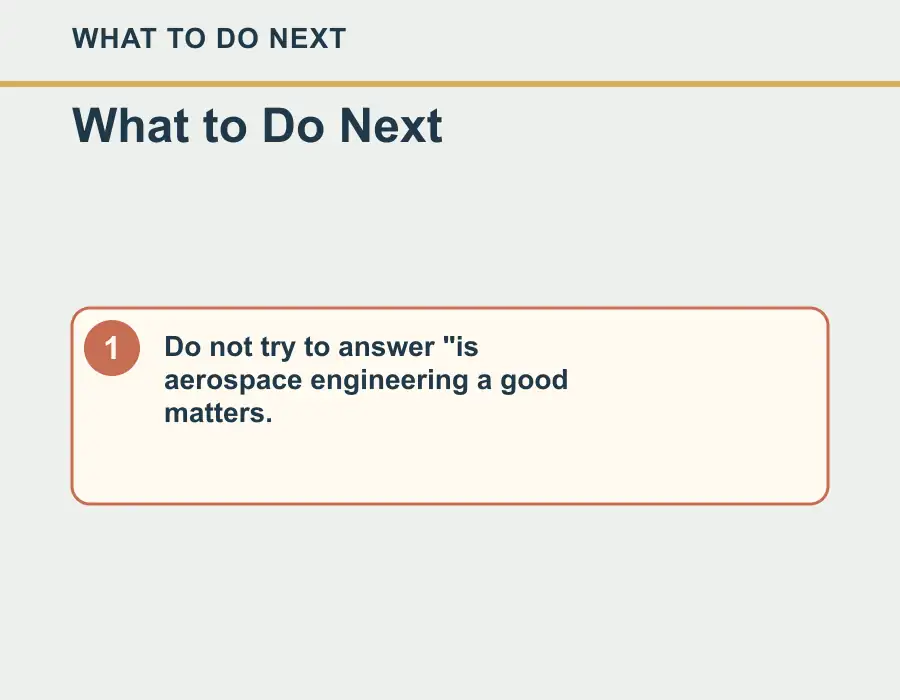 WHAT TO DO NEXT
What to Do Next
1
Do not try to answer "is
aerospace engineering a good
matters.